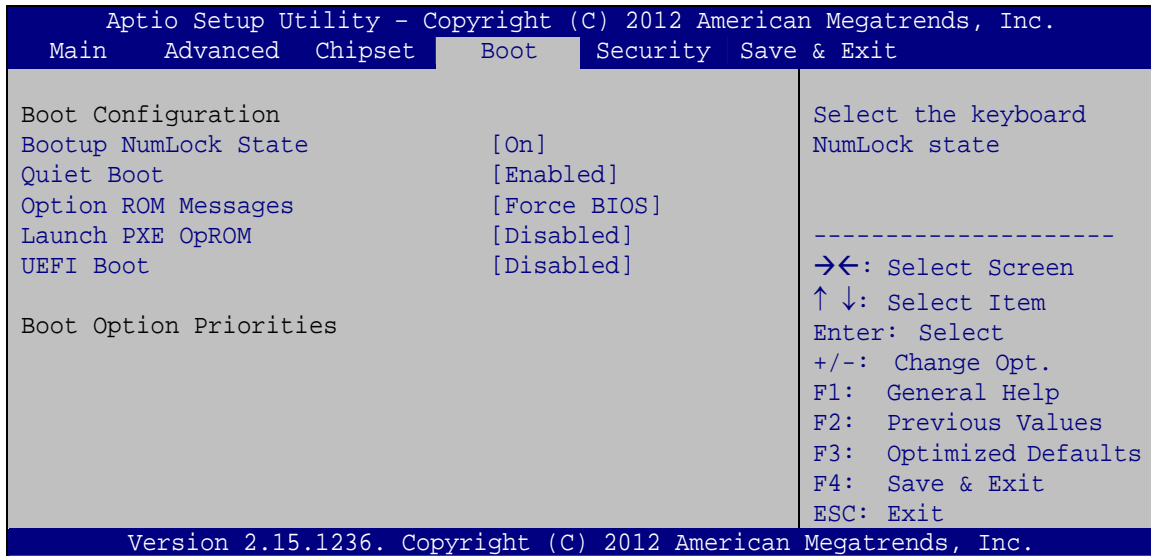 Aptio Setup Utility – Copyright (C) 2012 American Megatrends, Inc.
Main Advanced Chipset Boot Security Save & Exit
Boot Configuration
Bootup NumLock State [On]
Quiet Boot [Enabled]
Option ROM Messages [Force BIOS]
Launch PXE OpROM [Disabled]
UEFI Boot [Disabled]
Boot Option Priorities
Select the keyboard
NumLock state
---------------------
→←: Select Screen
↑ ↓: Select Item
Enter: Select
+/-: Change Opt.
F1: General Help
F2: Previous Values
F3: Optimized Defaults
F4: Save & Exit
ESC: Exit
Version 2.15.1236. Copyright (C) 2012 American Megatrends, Inc.